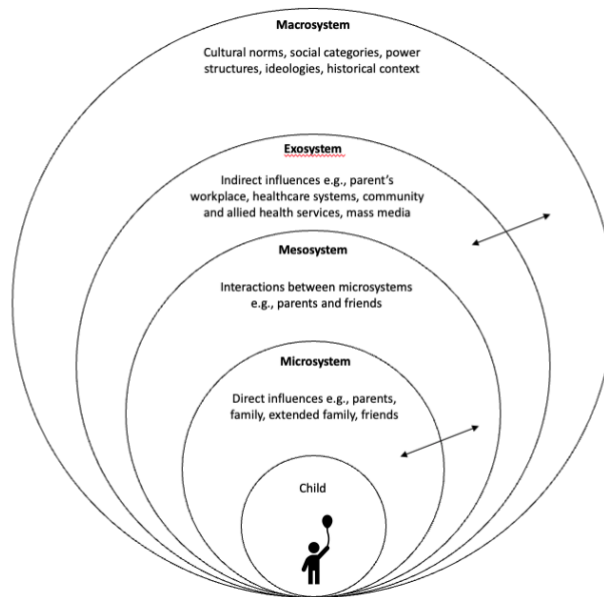 Macrosystem
Cultural norms, social categories, power
structures, ideologies, historical context
Exosystem
Indirect influences e.g., parent's
workplace, healthcare systems, community
and allied health services, mass media
Mesosystem
Interactions between microsystems
e.g., parents and friends
Microsystem
Direct influences e.g., parents,
family, extended family, friends
Child